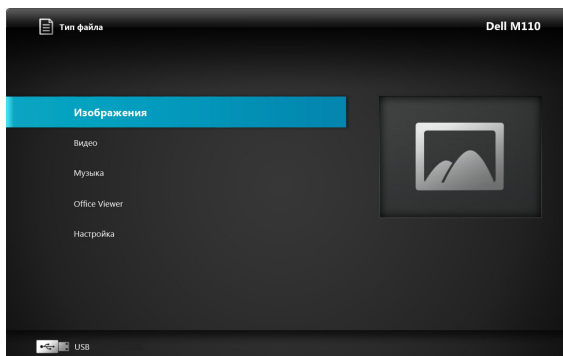 Тип файла
Dell M110
Изображения
Видео
Музыка
Office Viewer
Настройка
USB